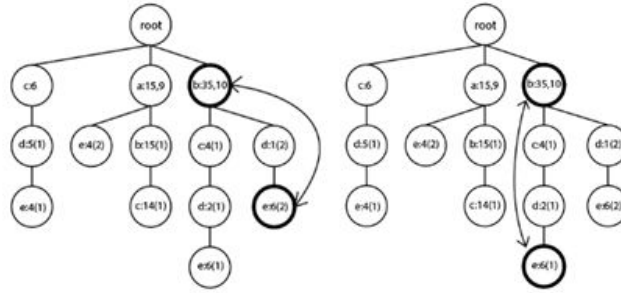 root
c:6
a:15,9
b:35,10
d:5(1)
e:4(2)
b:15(1)
c:4(1)
d:1(2)
e:4(1)
c:14(1)
d:2(1)
e:6(2)
e:6(1)
root
c:6
a:15,9
b:35,10
d:5(1)
e:4(2)
b:15(1)
c:4(1)
d:1(2)
e:4(1)
c:14(1)
d:2(1)
e:6(2)
e:6(1)